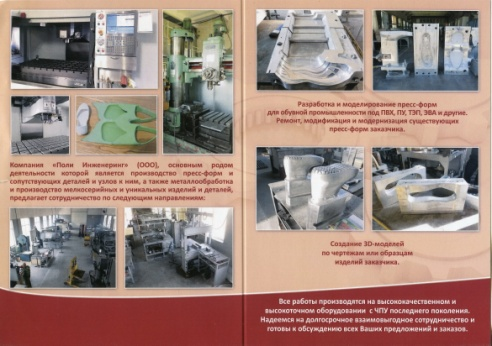 Компания «Поли Инженеринг» (ООО), основным родом
деятельности которой является производство пресс-форм и
сопутствующих деталей и узлов к ним, а также металлообработка
и производство мелкосерийных и уникальных изделий и деталей,
предлагает сотрудничество по следующим направлениям:
Разработка и моделирование пресс-форм
для обувной промышленности под ПВХ, ПУ, ТЭП, ЭВА и другие.
Ремонт, модификация и модернизация существующих
пресс-форм заказчика.
Создание 3D-моделей
по чертежам или образцам
изделий заказчика.
Все работы производятся на высококачественном и
высокоточном оборудовании с ЧПУ последнего поколения.
Надеемся на долгосрочное взаимовыгодное сотрудничество и
готовы к обсуждению всех Ваших предложений и заказов.